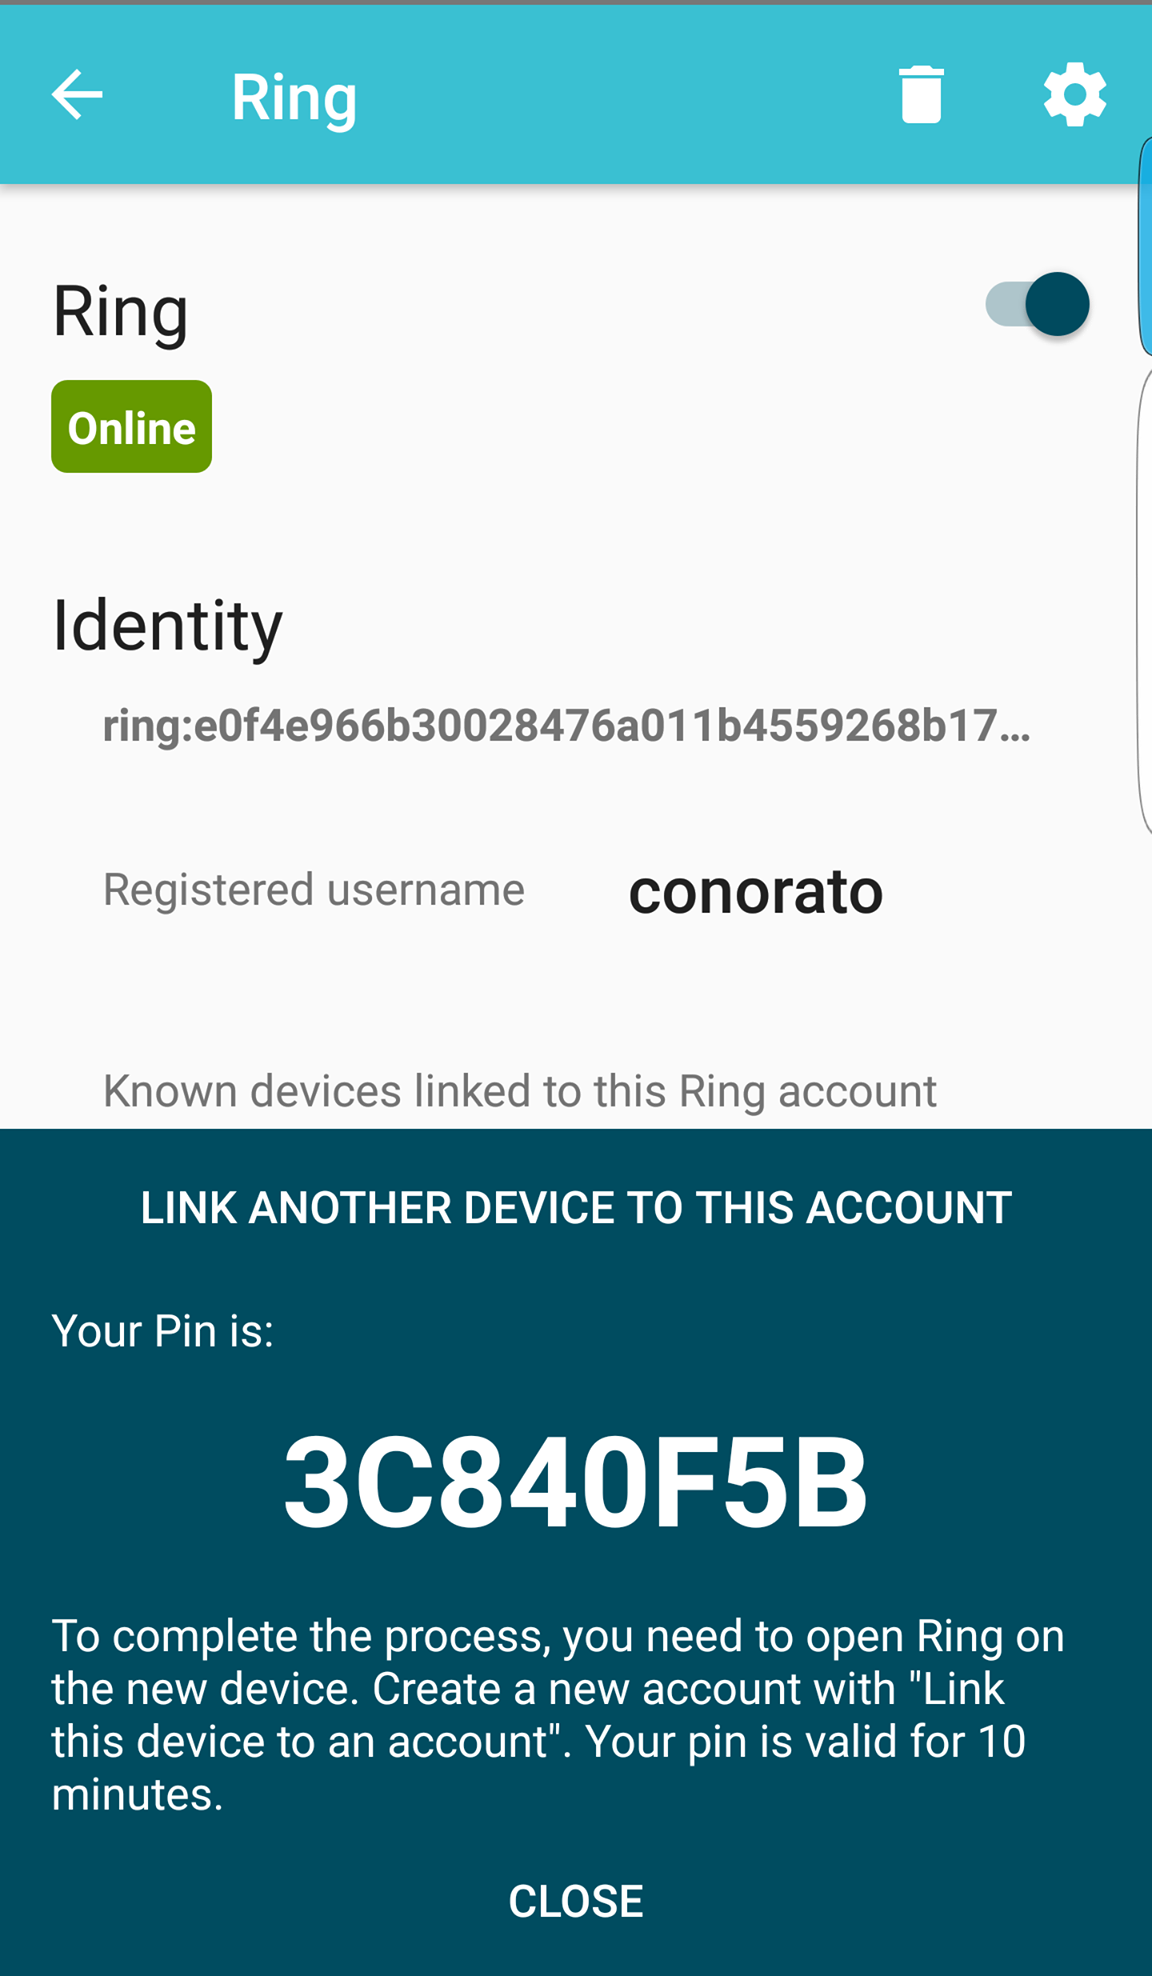 Ring
Ring
Online
Identity
ring:e0f4e966b30028476a011b4559268b17...
Registered username conorato
Known devices linked to this Ring account
LINK ANOTHER DEVICE TO THIS ACCOUNT
Your Pin is:
3C840F5B
To complete the process, you need to open Ring on
the new device. Create a new account with "Link
this device to an account". Your pin is valid for 10
minutes.
CLOSE